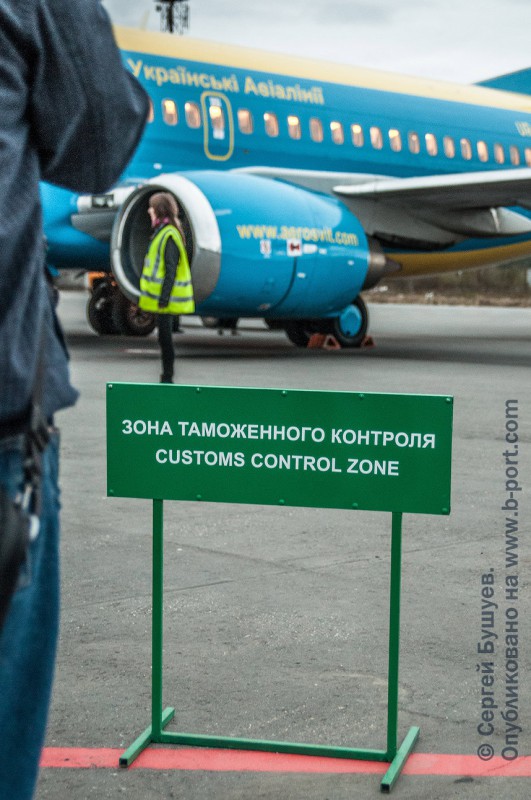 Українські Авіалінії
www.aerosvit.com
ЗОНА ТАМОЖЕННОГО КОНТРОЛЯ
CUSTOMS CONTROL ZONE
© Сергей Бушуев.
Опубликовано на www.b-port.com